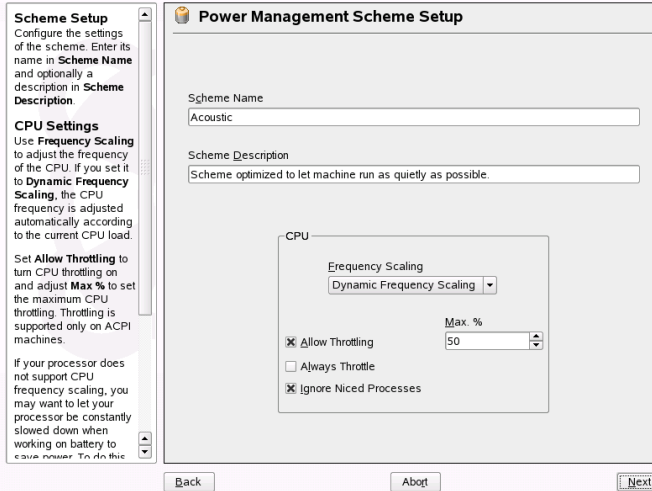 Scheme Setup
Configure the settings
of the scheme. Enter its
name in Scheme Name
and optionally a
description in Scheme
Description.
CPU Settings
Use Frequency Scaling
to adjust the frequency
of the CPU. If you set it
to Dynamic Frequency
Scaling, the CPU
frequency is adjusted
automatically according
to the current CPU load.
Set Allow Throttling to
turn CPU throttling on
and adjust Max % to set
the maximum CPU
throttling. Throttling is
supported only on ACPI
machines.
If your processor does
not support CPU
frequency scaling, you
may want to let your
processor be constantly
slowed down when
working on battery to
save power. To do this
Power Management Scheme Setup
Scheme Name
Acoustic
Scheme Description
Scheme optimized to let machine run as quietly as possible.
CPU
Frequency Scaling
Dynamic Frequency Scaling
Max. %
Allow Throttling
50
Always Throttle
Ignore Niced Processes
Back
Abort
Next